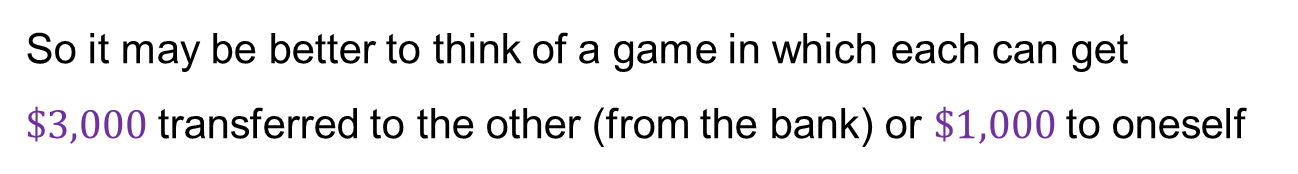 So it may be better to think of a game in which each can get
$3,000 transferred to the other (from the bank) or $1,000 to oneself